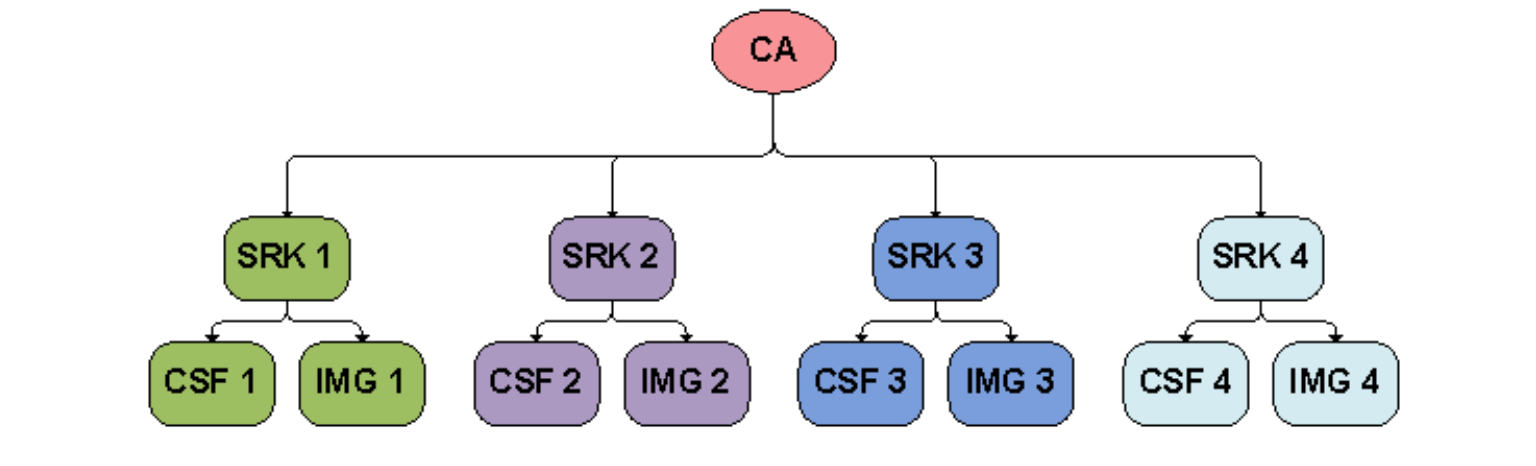 CA
SRK 1
SRK 2
SRK 3
SRK 4
CSF 1
IMG 1
CSF 2
IMG 2
CSF 3
IMG 3
CSF 4
IMG 4